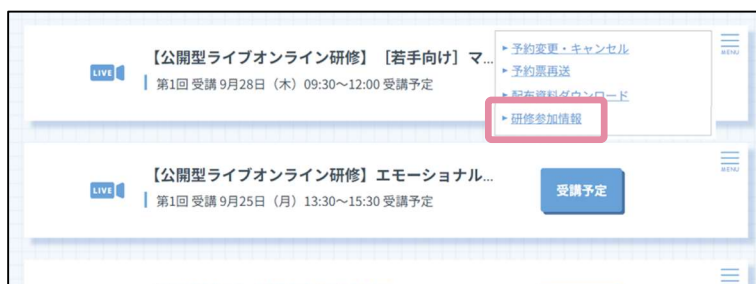 【公開型ライブオンライン研修】［若手向け］マ...
LIVE
第1回 受講 9月28日（木）09:30～12:00 受講予定
▸ 予約変更・キャンセル
▸ 予約票再送
▸ 配布資料ダウンロード
▸ 研修参加情報
MENU
【公開型ライブオンライン研修】エモーショナル...
LIVE
第1回 受講 9月25日（月）13:30～15:30 受講予定
受講予定
MENU